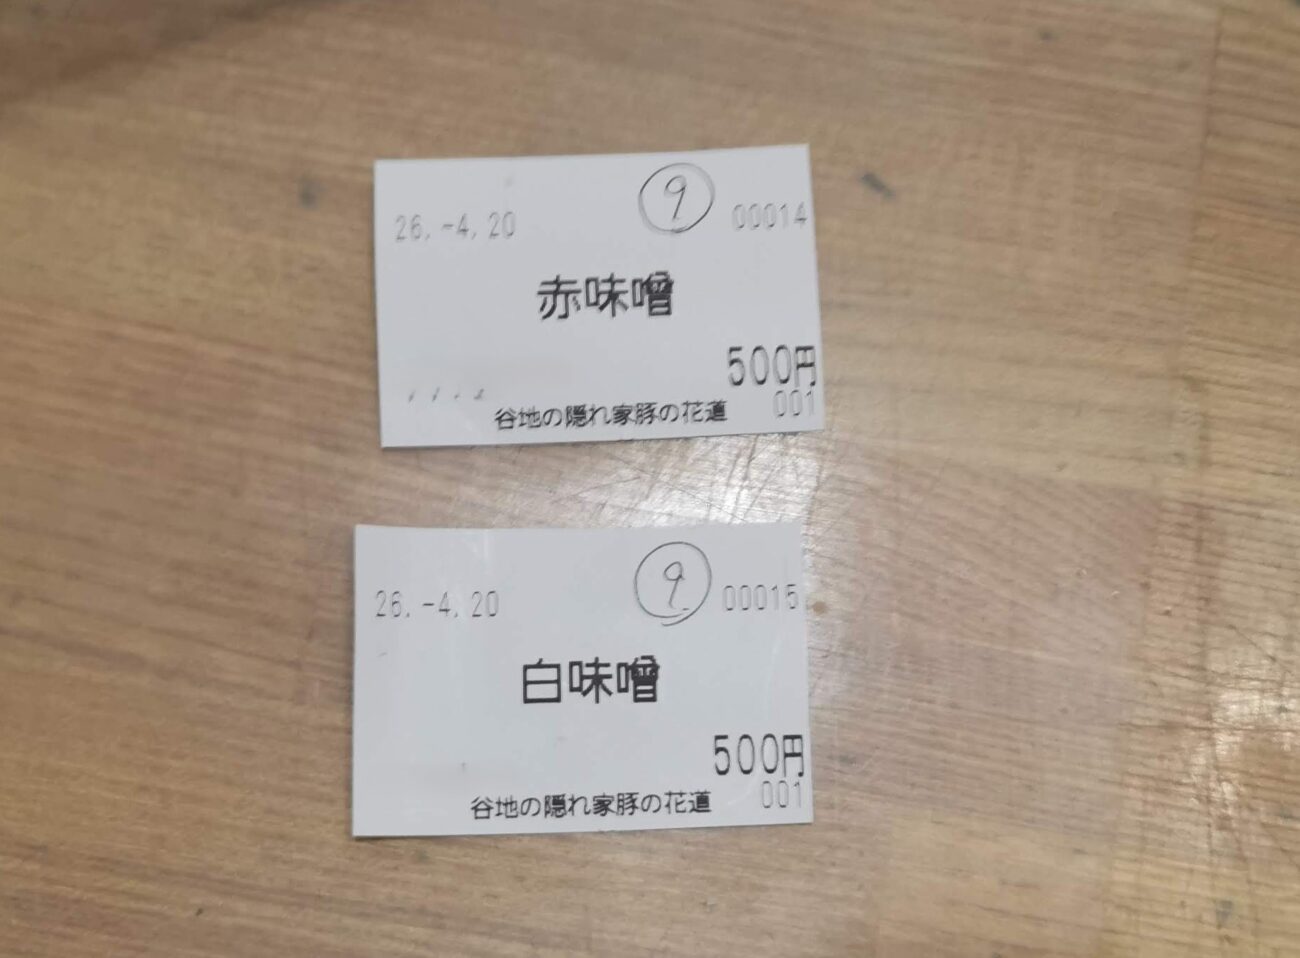 26.-4.20 ⑨ 00014
赤味噌
500円
谷地の隠れ家豚の花道 001
26.-4.20 ⑨ 00015
白味噌
500円
谷地の隠れ家豚の花道 001